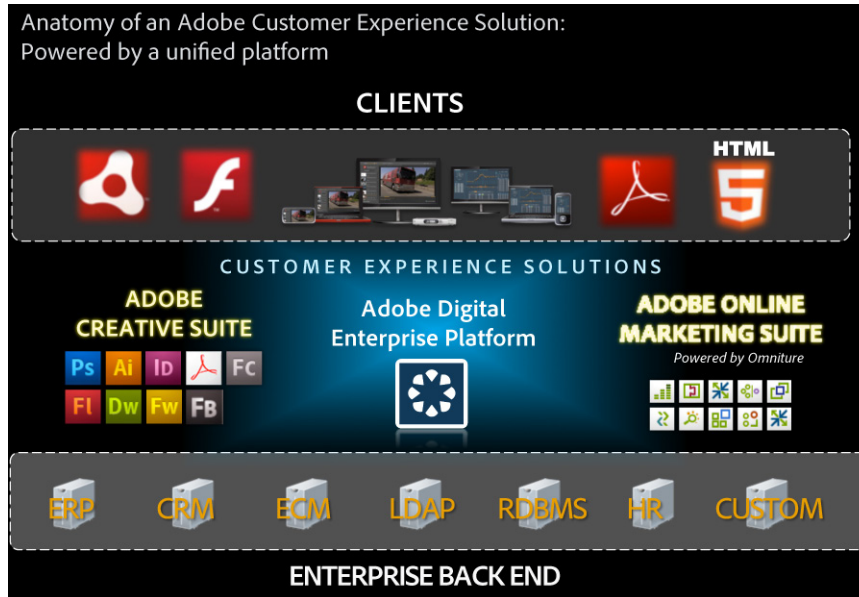 Anatomy of an Adobe Customer Experience Solution:
Powered by a unified platform
CLIENTS
HTML
5
CUSTOMER EXPERIENCE SOLUTIONS
ADOBE
CREATIVE SUITE
Ps Ai ID Fc
Fl Dw Fw FB
Adobe Digital
Enterprise Platform
ADOBE ONLINE
MARKETING SUITE
Powered by Omniture
ERP CRM ECM LDAP RDBMS HR CUSTOM
ENTERPRISE BACK END